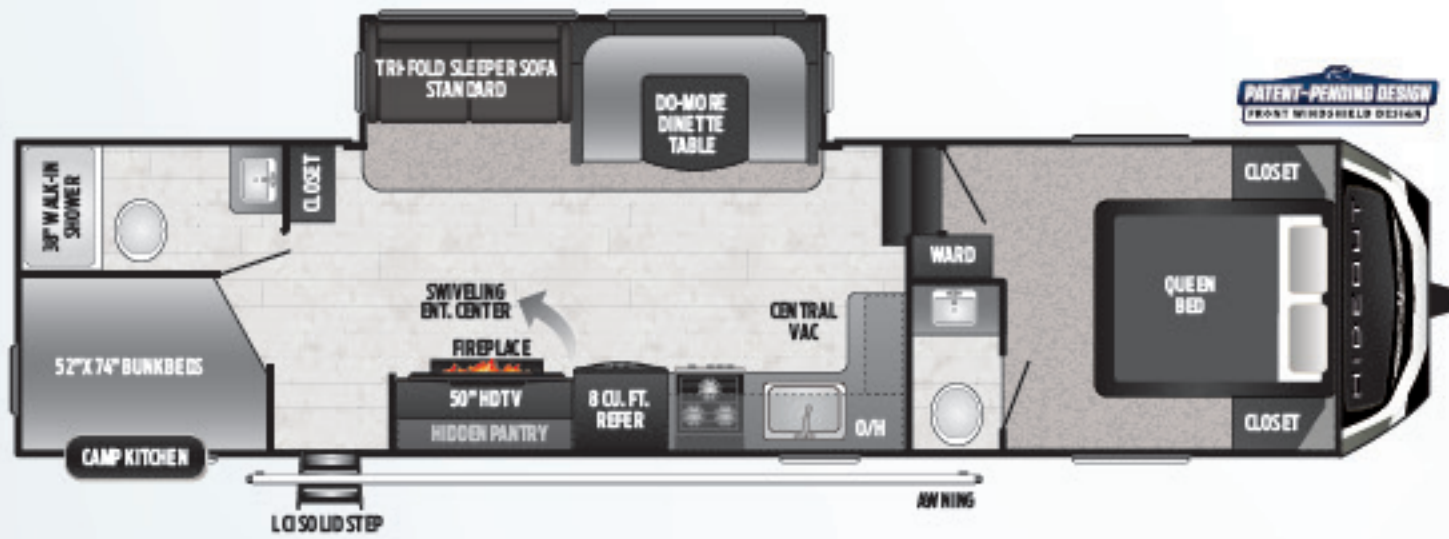 TRI-FOLD SLEEPER SOFA
STANDARD
DO-MORE
DINETTE
TABLE
PATENT-PENDING DESIGN
FRONT WINDSHIELD DESIGN
38" WALK-IN
SHOWER
CLOSET
CLOSET
WARD
QUEEN
BED
HIDEOUT
SWIVELING
ENT. CENTER
CENTRAL
VAC
FIREPLACE
52"X74" BUNKBEDS
50" HDTV
HIDDEN PANTRY
8 CU. FT.
REFER
O/H
CLOSET
CAMP KITCHEN
AWNING
LCI SOLID STEP